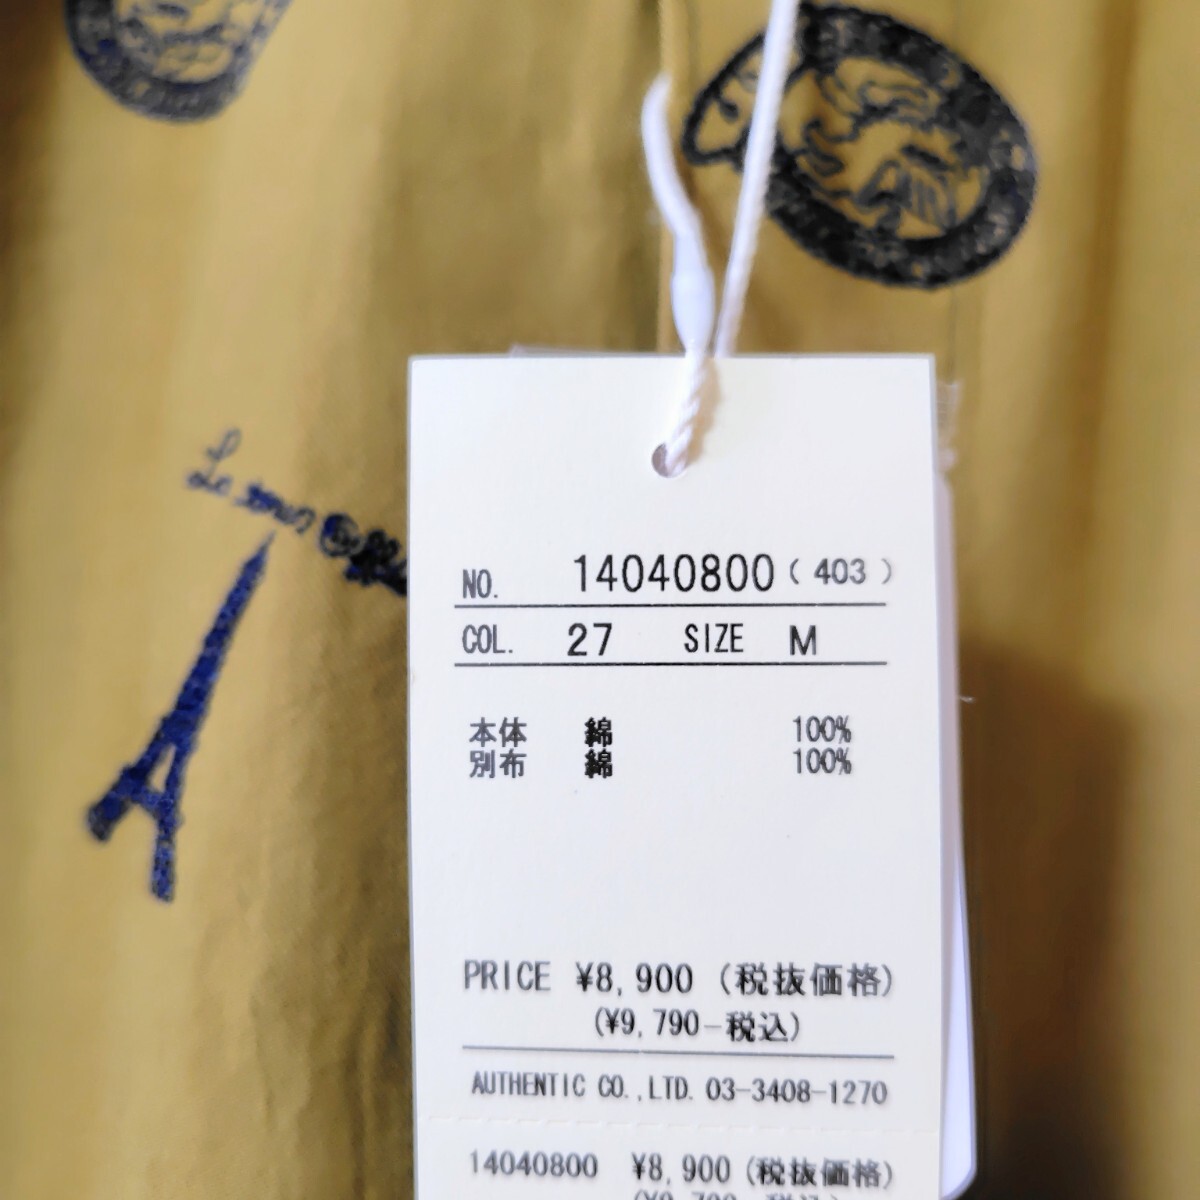 NO. 14040800 (403)
COL. 27 SIZE M
本体 綿 100%
別布 綿 100%
PRICE ¥8,900 (税抜価格)
(¥9,790-税込)
AUTHENTIC CO.,LTD. 03-3408-1270
14040800 ¥8,900 (税抜価格)